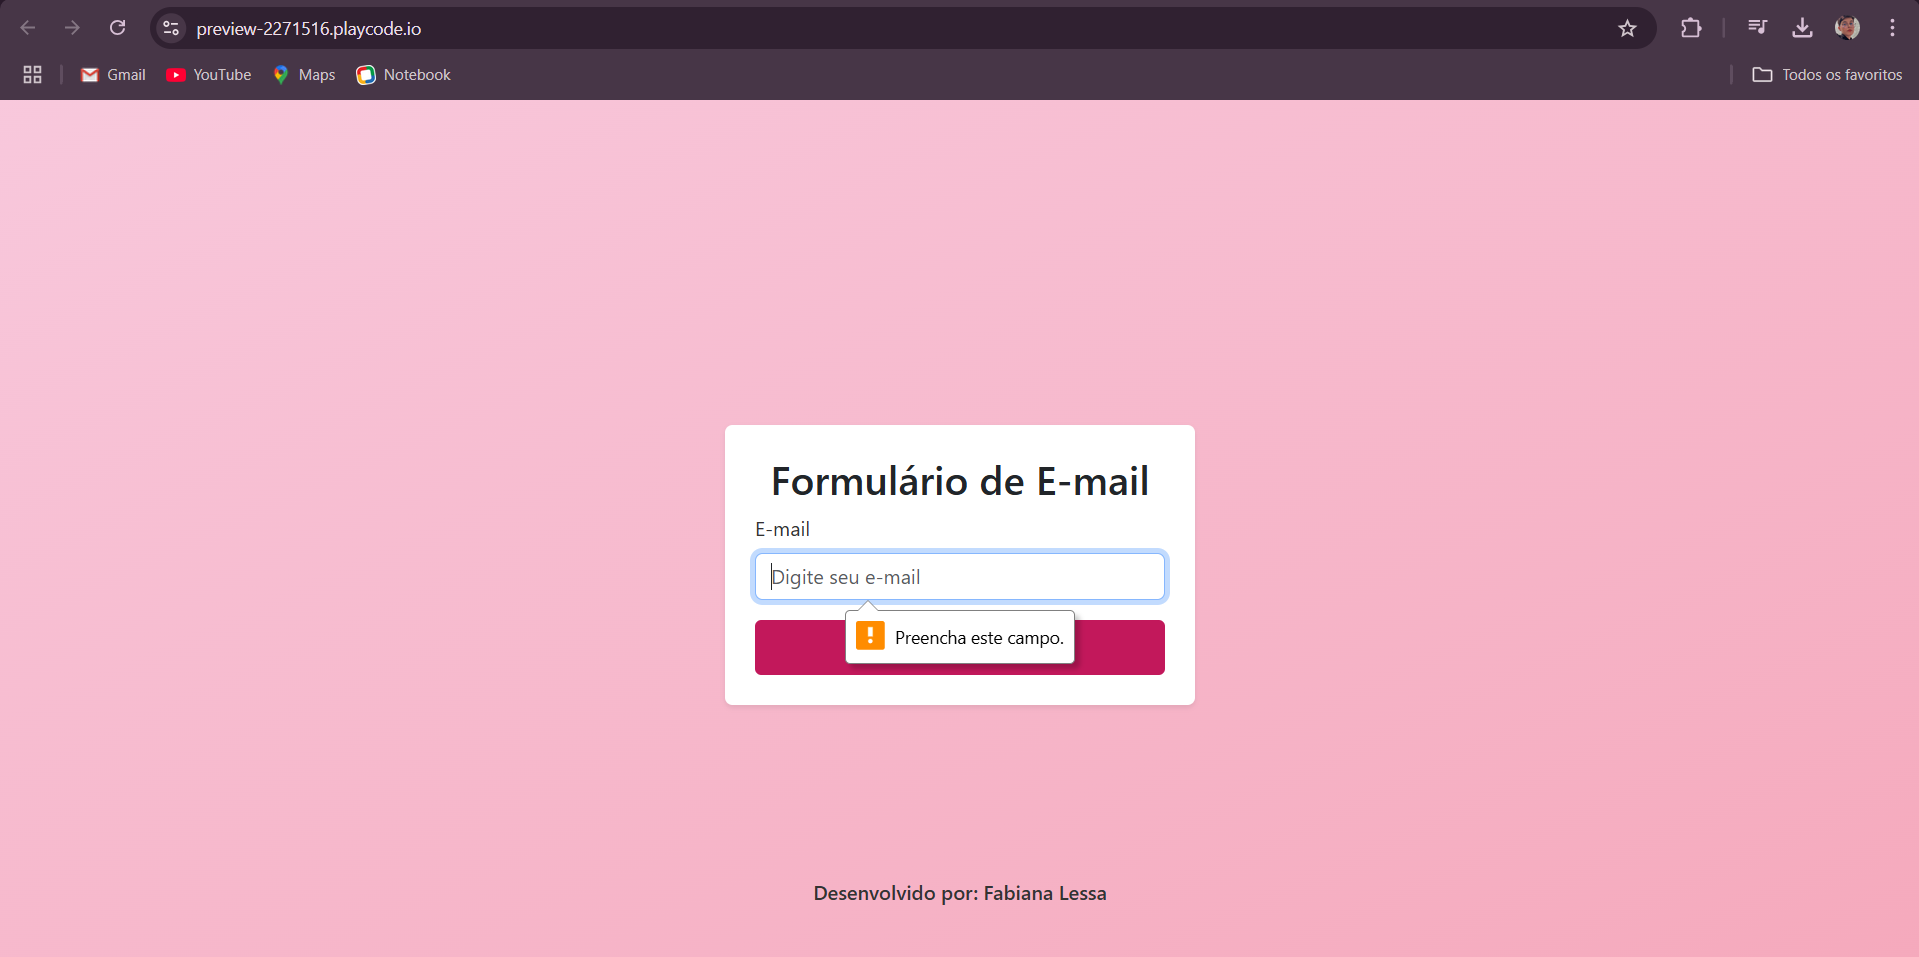 preview-2271516.playcode.io
Gmail YouTube Maps Notebook Todos os favoritos
Formulário de E-mail
E-mail
Digite seu e-mail
Preencha este campo.
Desenvolvido por: Fabiana Lessa